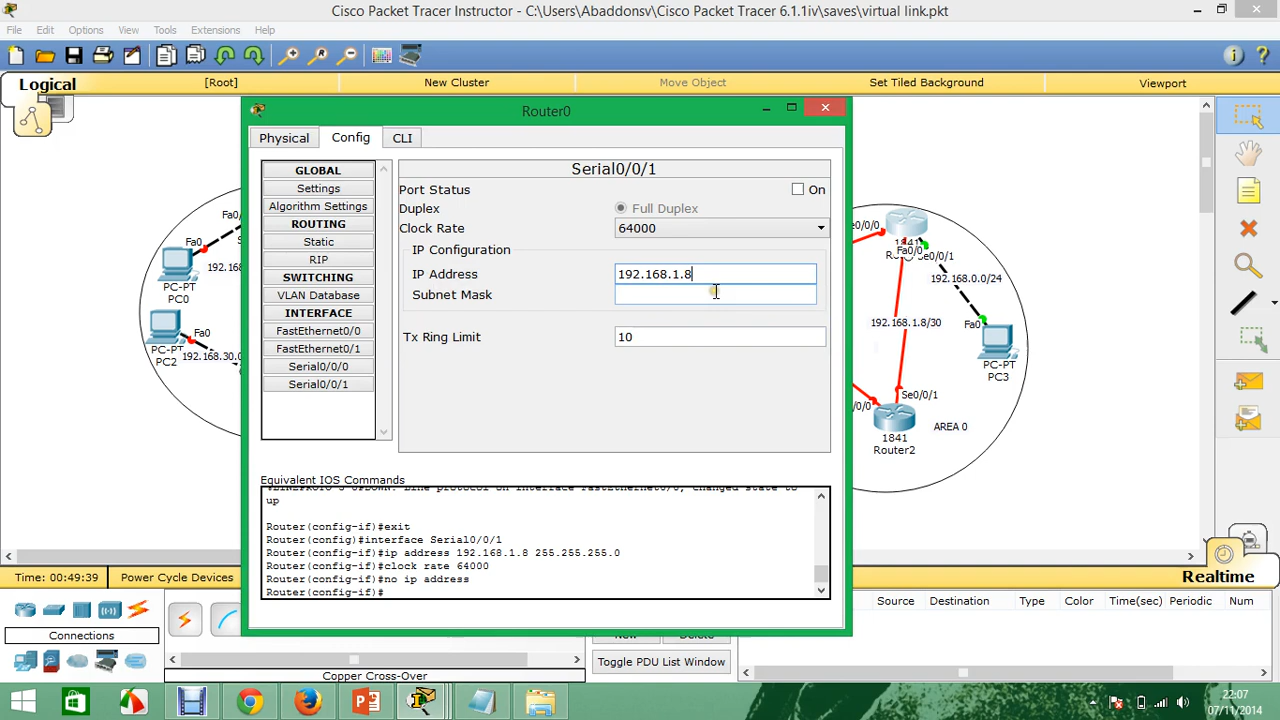 Cisco Packet Tracer Instructor - C:\Users\Abaddonsv\Cisco Packet Tracer 6.1.1iv\saves\virtual link.pkt
File Edit Options View Tools Extensions Help
Logical
[Root]
New Cluster
Move Object
Set Tiled Background
Viewport
Router0
Physical
Config
CLI
GLOBAL
Settings
Algorithm Settings
ROUTING
Static
RIP
SWITCHING
VLAN Database
INTERFACE
FastEthernet0/0
FastEthernet0/1
Serial0/0/0
Serial0/0/1
Serial0/0/1
Port Status
On
Duplex
Full Duplex
Clock Rate
64000
IP Configuration
IP Address
192.168.1.8
Subnet Mask
Tx Ring Limit
10
Equivalent IOS Commands
up
Router(config-if)#exit
Router(config)#interface Serial0/0/1
Router(config-if)#ip address 192.168.1.8 255.255.255.0
Router(config-if)#clock rate 64000
Router(config-if)#no ip address
Router(config-if)#
Fa0
PC-PT
PC0
Fa0
PC-PT
PC2
192.168.30.0
1841
Fa0/0
Se0/0/1
192.168.0.0/24
192.168.1.8/30
Fa0
PC-PT
PC3
Se0/0/1
1841
Router2
AREA 0
Time: 00:49:39
Power Cycle Devices
Realtime
Connections
Copper Cross-Over
Toggle PDU List Window
Source
Destination
Type
Color
Time(sec)
Periodic
Num
22:07
07/11/2014